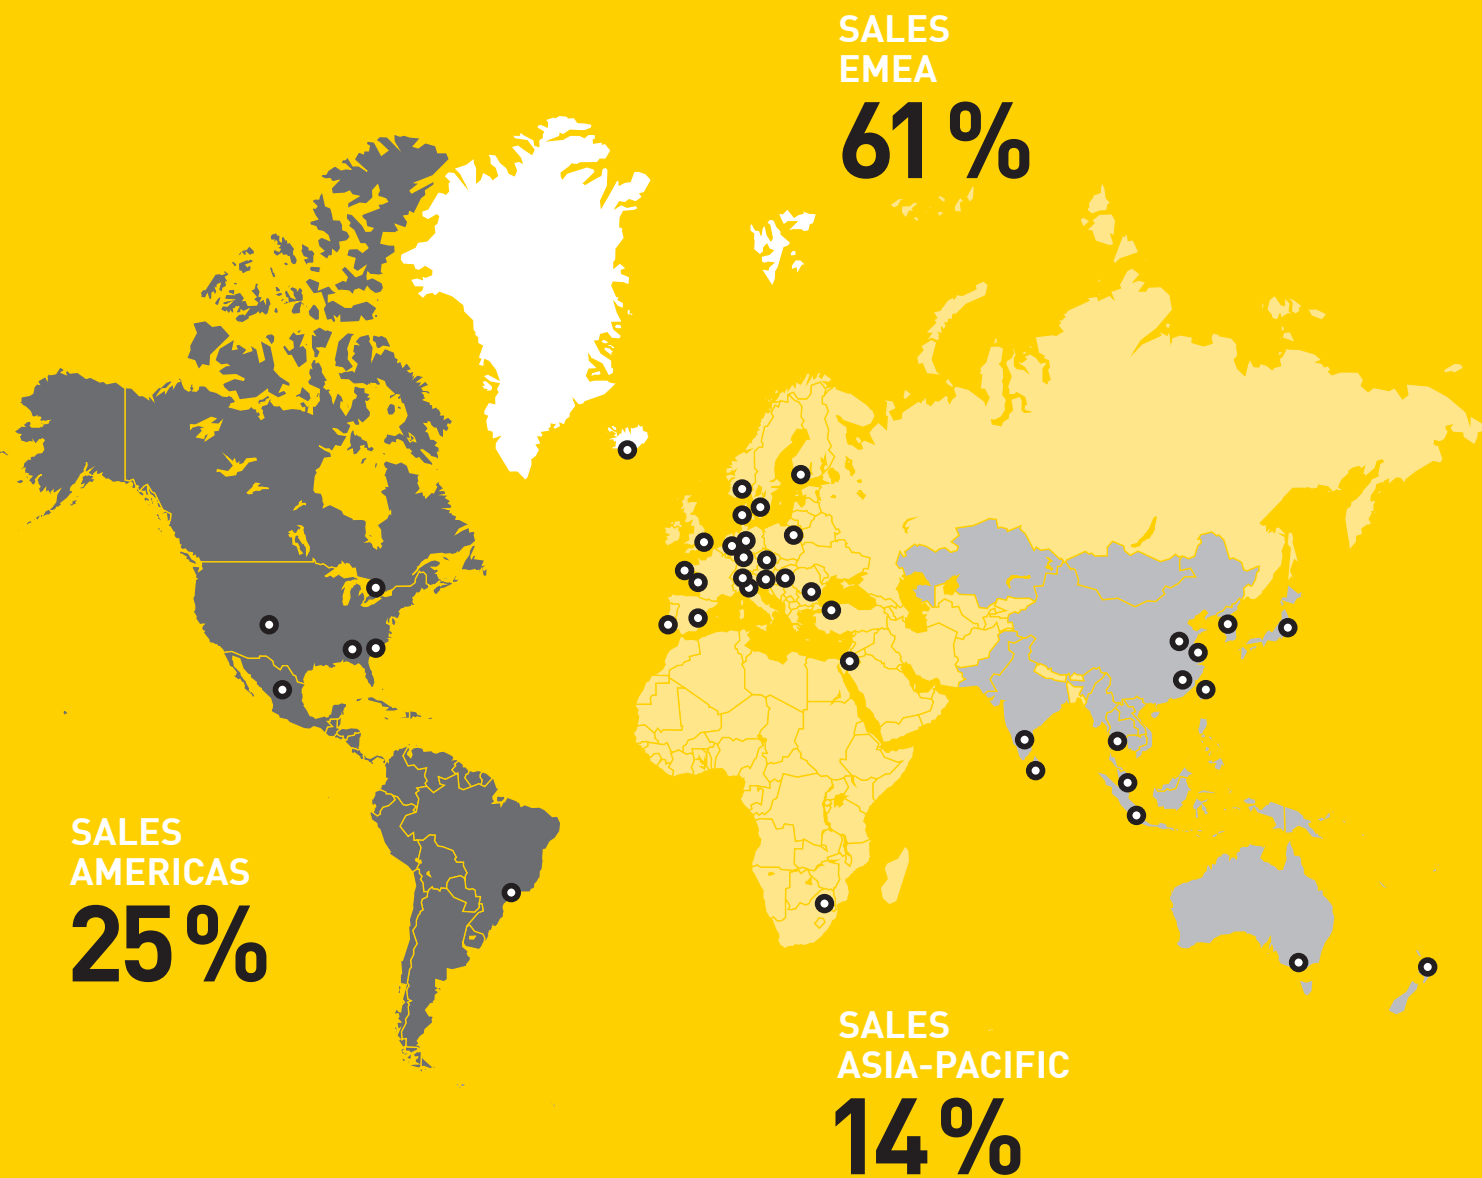 SALES
EMEA
61 %
SALES
AMERICAS
25 %
SALES
ASIA-PACIFIC
14 %